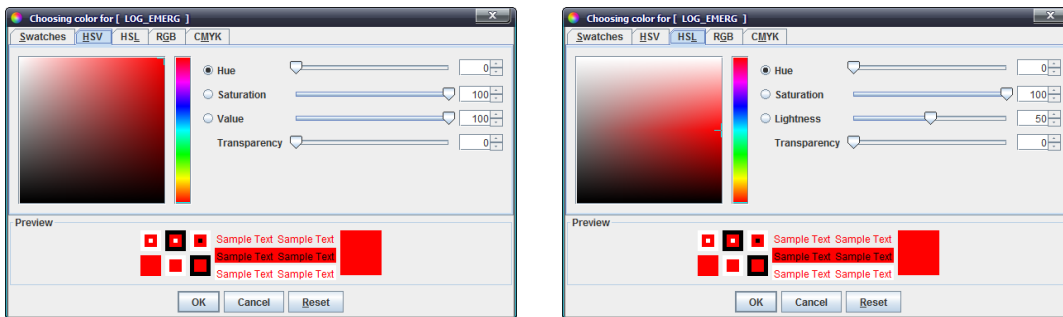 Choosing color for [ LOG_EMERG ]
Swatches HSV HSL RGB CMYK
Hue 0
Saturation 100
Value 100
Transparency 0
Preview
Sample Text Sample Text
Sample Text Sample Text
Sample Text Sample Text
OK Cancel Reset
Choosing color for [ LOG_EMERG ]
Swatches HSV HSL RGB CMYK
Hue 0
Saturation 100
Lightness 50
Transparency 0
Preview
Sample Text Sample Text
Sample Text Sample Text
Sample Text Sample Text
OK Cancel Reset